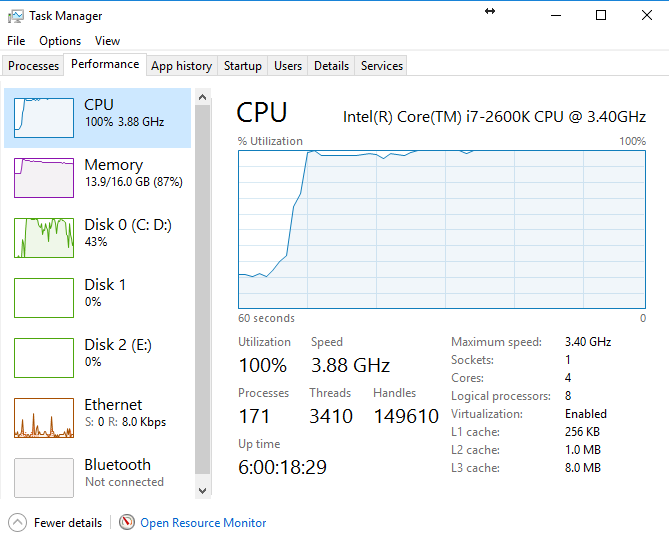 Task Manager
File Options View
Processes Performance App history Startup Users Details Services
CPU
100% 3.88 GHz
Memory
13.9/16.0 GB (87%)
Disk 0 (C: D:)
43%
Disk 1
0%
Disk 2 (E:)
0%
Ethernet
S: 0 R: 8.0 Kbps
Bluetooth
Not connected
CPU Intel(R) Core(TM) i7-2600K CPU @ 3.40GHz
% Utilization 100%
60 seconds 0
Utilization Speed
100% 3.88 GHz
Processes Threads Handles
171 3410 149610
Up time
6:00:18:29
Maximum speed: 3.40 GHz
Sockets: 1
Cores: 4
Logical processors: 8
Virtualization: Enabled
L1 cache: 256 KB
L2 cache: 1.0 MB
L3 cache: 8.0 MB
Fewer details Open Resource Monitor